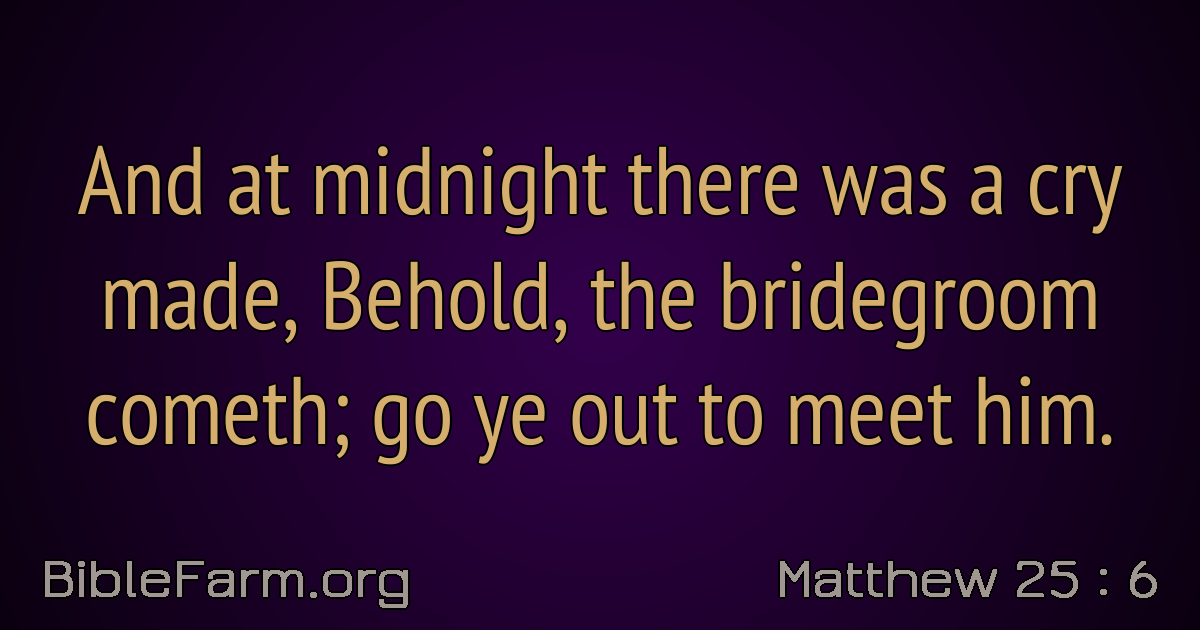 And at midnight there was a cry
made, Behold, the bridegroom
cometh; go ye out to meet him.
BibleFarm.org
Matthew 25 : 6